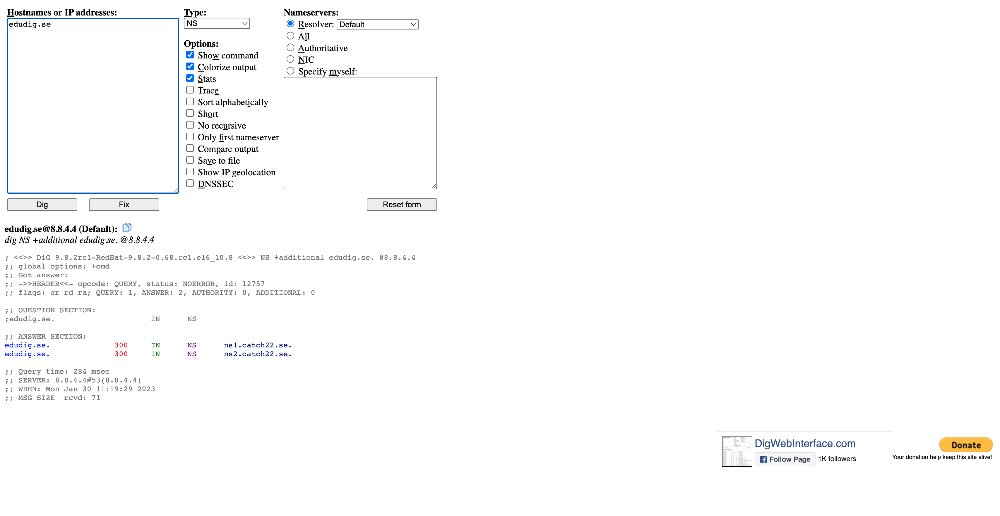 Hostnames or IP addresses:
edudig.se
Type:
NS
Options:
Show command
Colorize output
Stats
Trace
Sort alphabetically
Short
No recursive
Only first nameserver
Compare output
Save to file
Show IP geolocation
DNSSEC
Nameservers:
Resolver: Default
All
Authoritative
NIC
Specify myself:
Dig
Fix
Reset form
edudig.se@8.8.4.4 (Default):
dig NS +additional edudig.se. @8.8.4.4
; <<>> DiG 9.8.2rc1-RedHat-9.8.2-0.68.rc1.el6_10.8 <<>> NS +additional edudig.se. @8.8.4.4
;; global options: +cmd
;; Got answer:
;; ->>HEADER<<- opcode: QUERY, status: NOERROR, id: 12757
;; flags: qr rd ra; QUERY: 1, ANSWER: 2, AUTHORITY: 0, ADDITIONAL: 0
;; QUESTION SECTION:
;edudig.se. IN NS
;; ANSWER SECTION:
edudig.se. 300 IN NS ns1.catch22.se.
edudig.se. 300 IN NS ns2.catch22.se.
;; Query time: 284 msec
;; SERVER: 8.8.4.4#53(8.8.4.4)
;; WHEN: Mon Jan 30 11:19:29 2023
;; MSG SIZE rcvd: 71
DigWebInterface.com
Follow Page 1K followers
Donate
Your donation help keep this site alive!